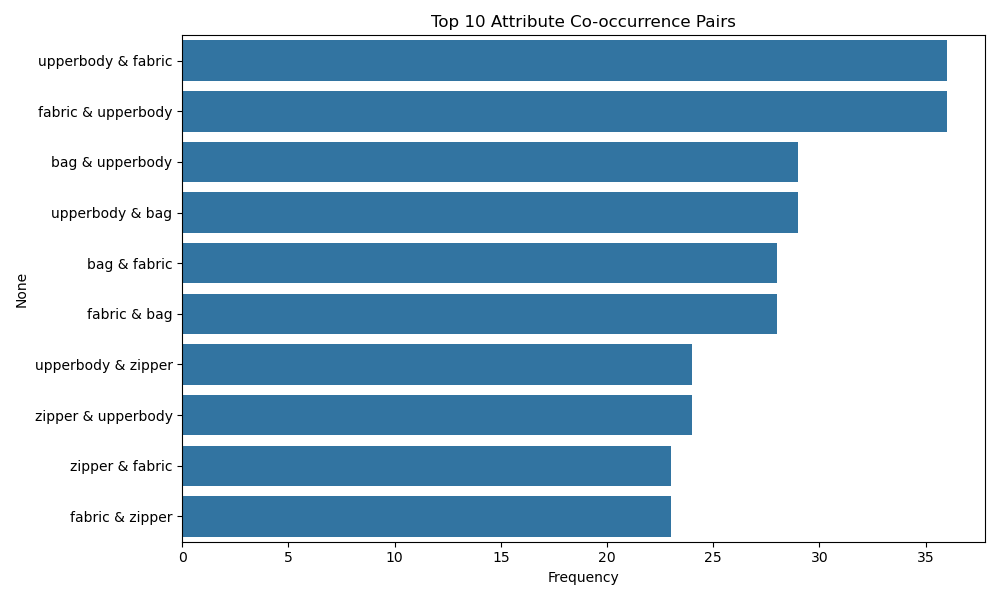 Top 10 Attribute Co-occurrence Pairs
upperbody & fabric
fabric & upperbody
bag & upperbody
upperbody & bag
bag & fabric
fabric & bag
upperbody & zipper
zipper & upperbody
zipper & fabric
fabric & zipper
None
0 5 10 15 20 25 30 35
Frequency